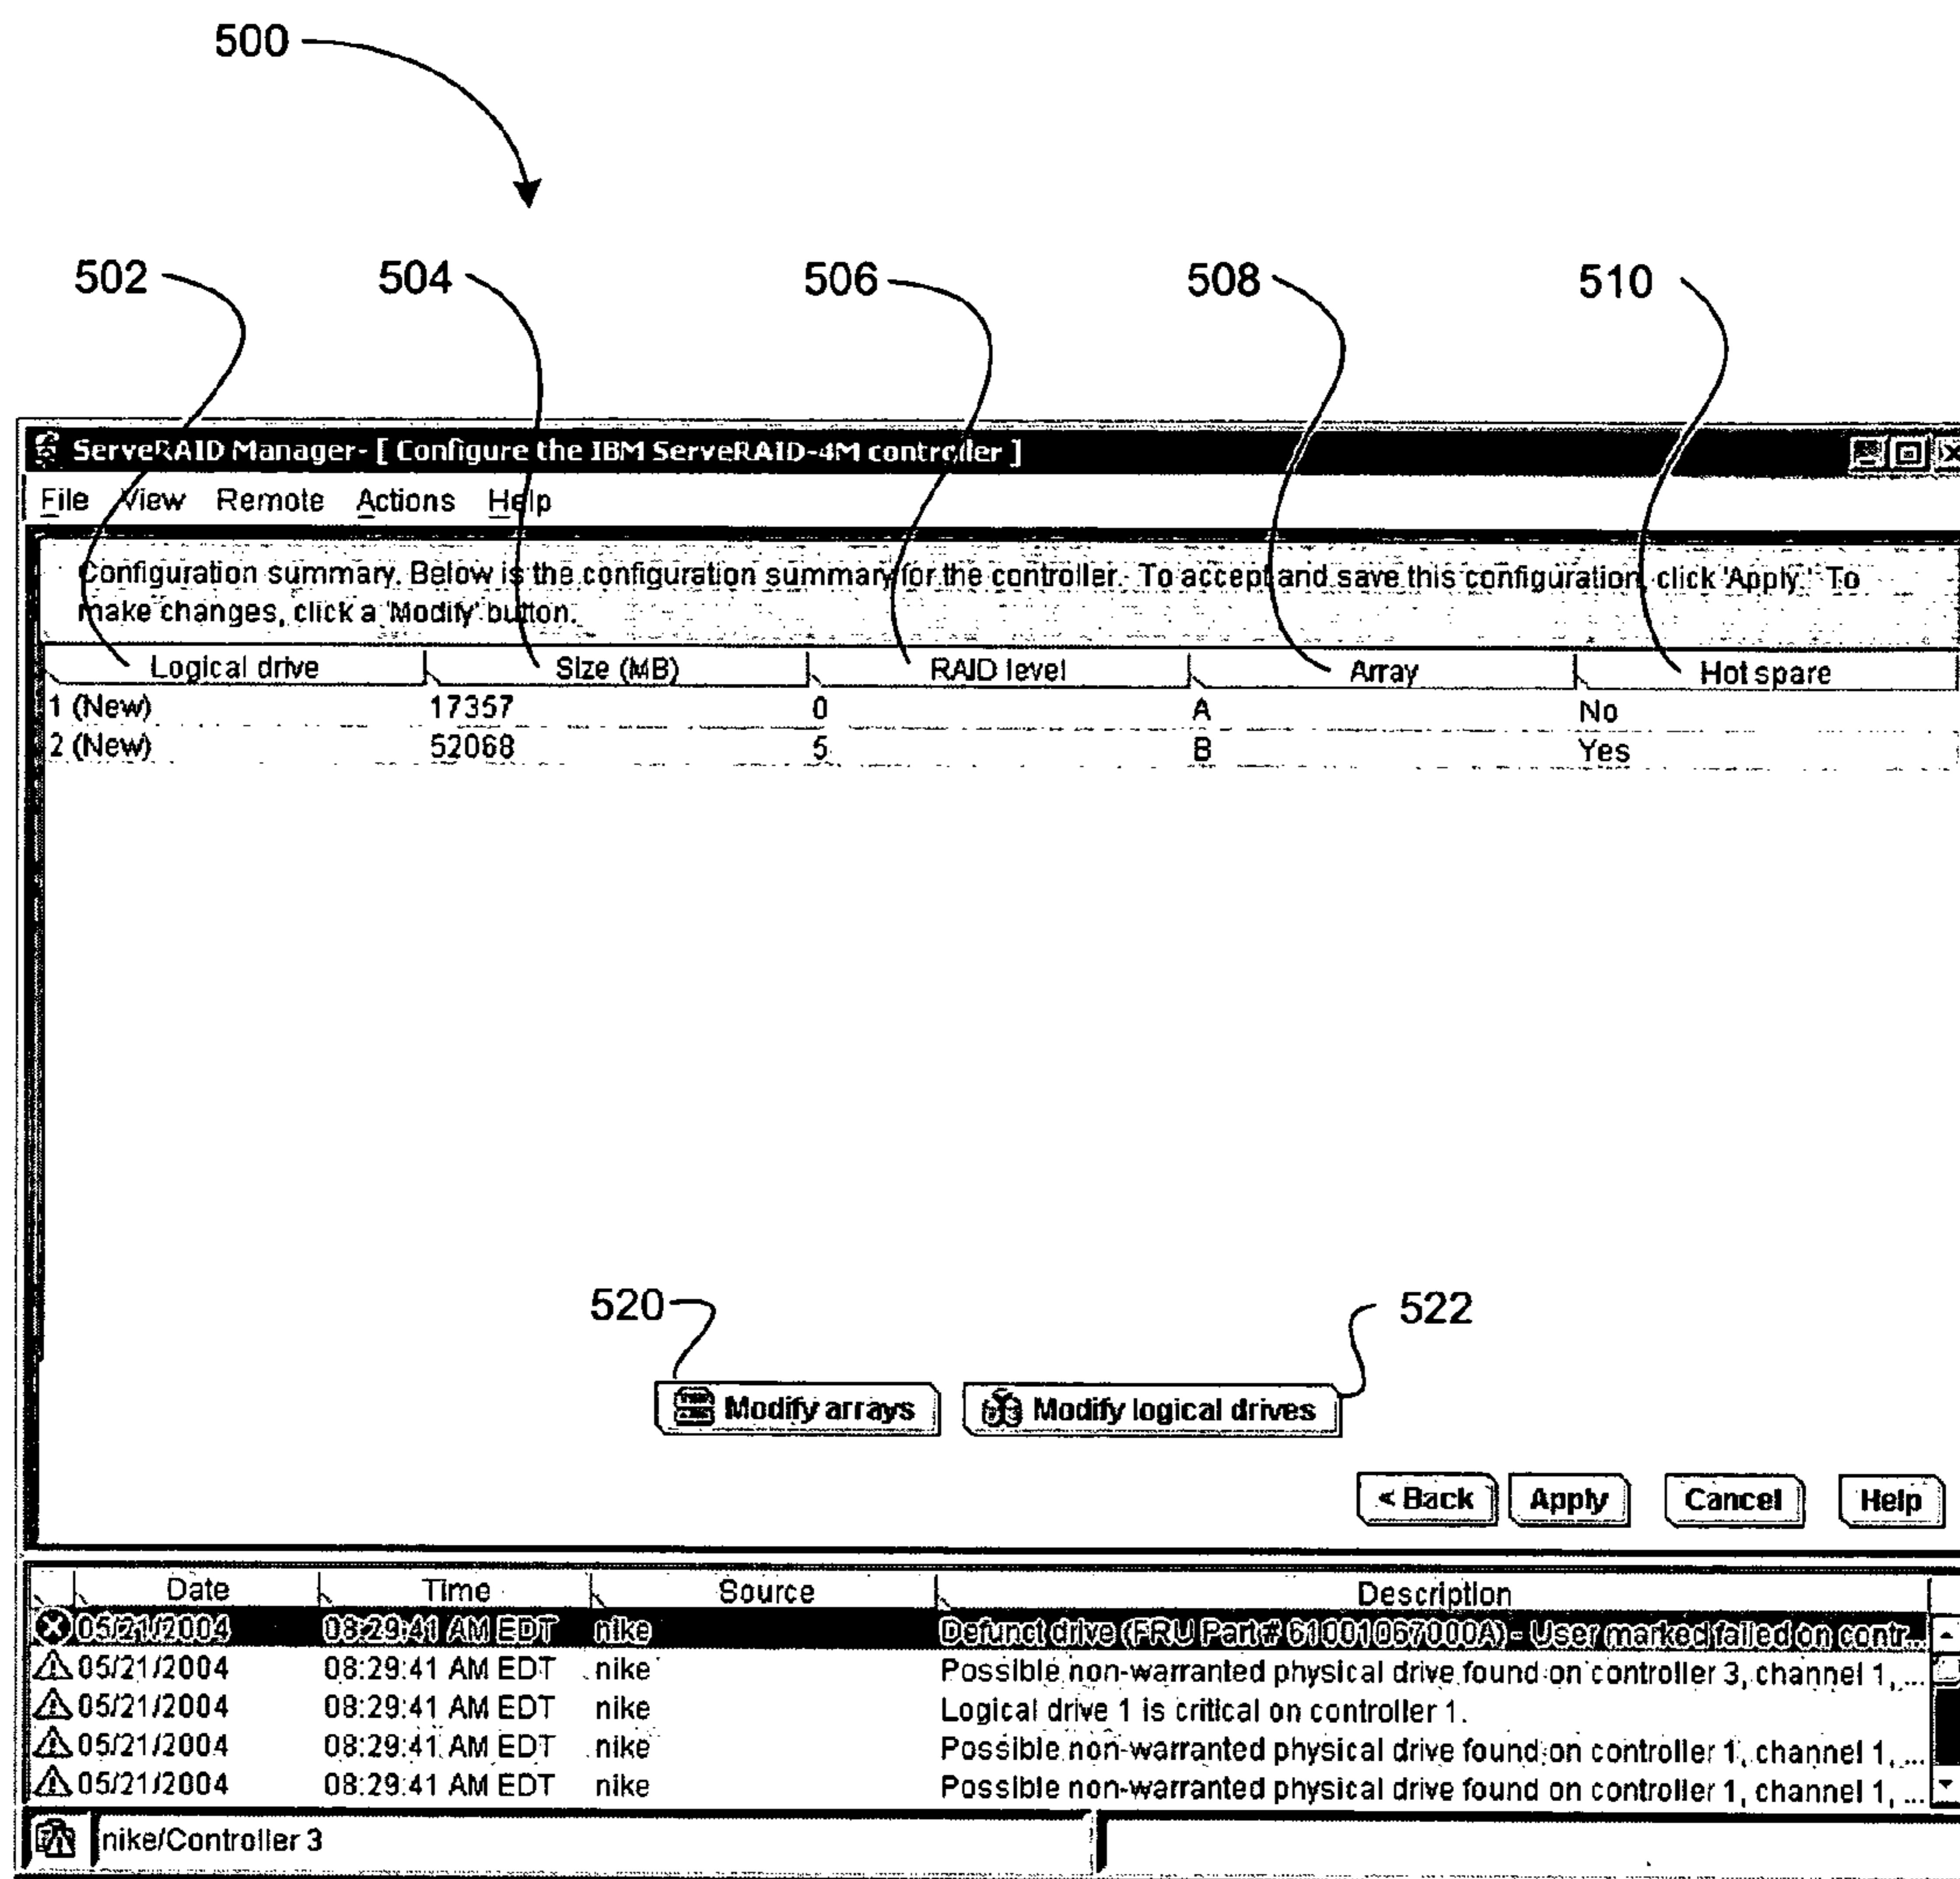 500
502 504 506 508 510
ServeRAID Manager- [ Configure the IBM ServeRAID-4M controller ]
File View Remote Actions Help
Configuration summary. Below is the configuration summary for the controller. To accept and save this configuration, click 'Apply.' To
make changes, click a 'Modify' button.
Logical drive Size (MB) RAID level Array Hot spare
1 (New) 17357 0 A No
2 (New) 52068 5 B Yes
520 522
Modify arrays Modify logical drives
< Back Apply Cancel Help
Date Time Source Description
05/21/2004 08:29:41 AM EDT nike Defunct drive (FRU Part# 61001067000A) - User marked failed on contr...
05/21/2004 08:29:41 AM EDT nike Possible non-warranted physical drive found on controller 3, channel 1, ...
05/21/2004 08:29:41 AM EDT nike Logical drive 1 is critical on controller 1.
05/21/2004 08:29:41 AM EDT nike Possible non-warranted physical drive found on controller 1, channel 1, ...
05/21/2004 08:29:41 AM EDT nike Possible non-warranted physical drive found on controller 1, channel 1, ...
nike/Controller 3